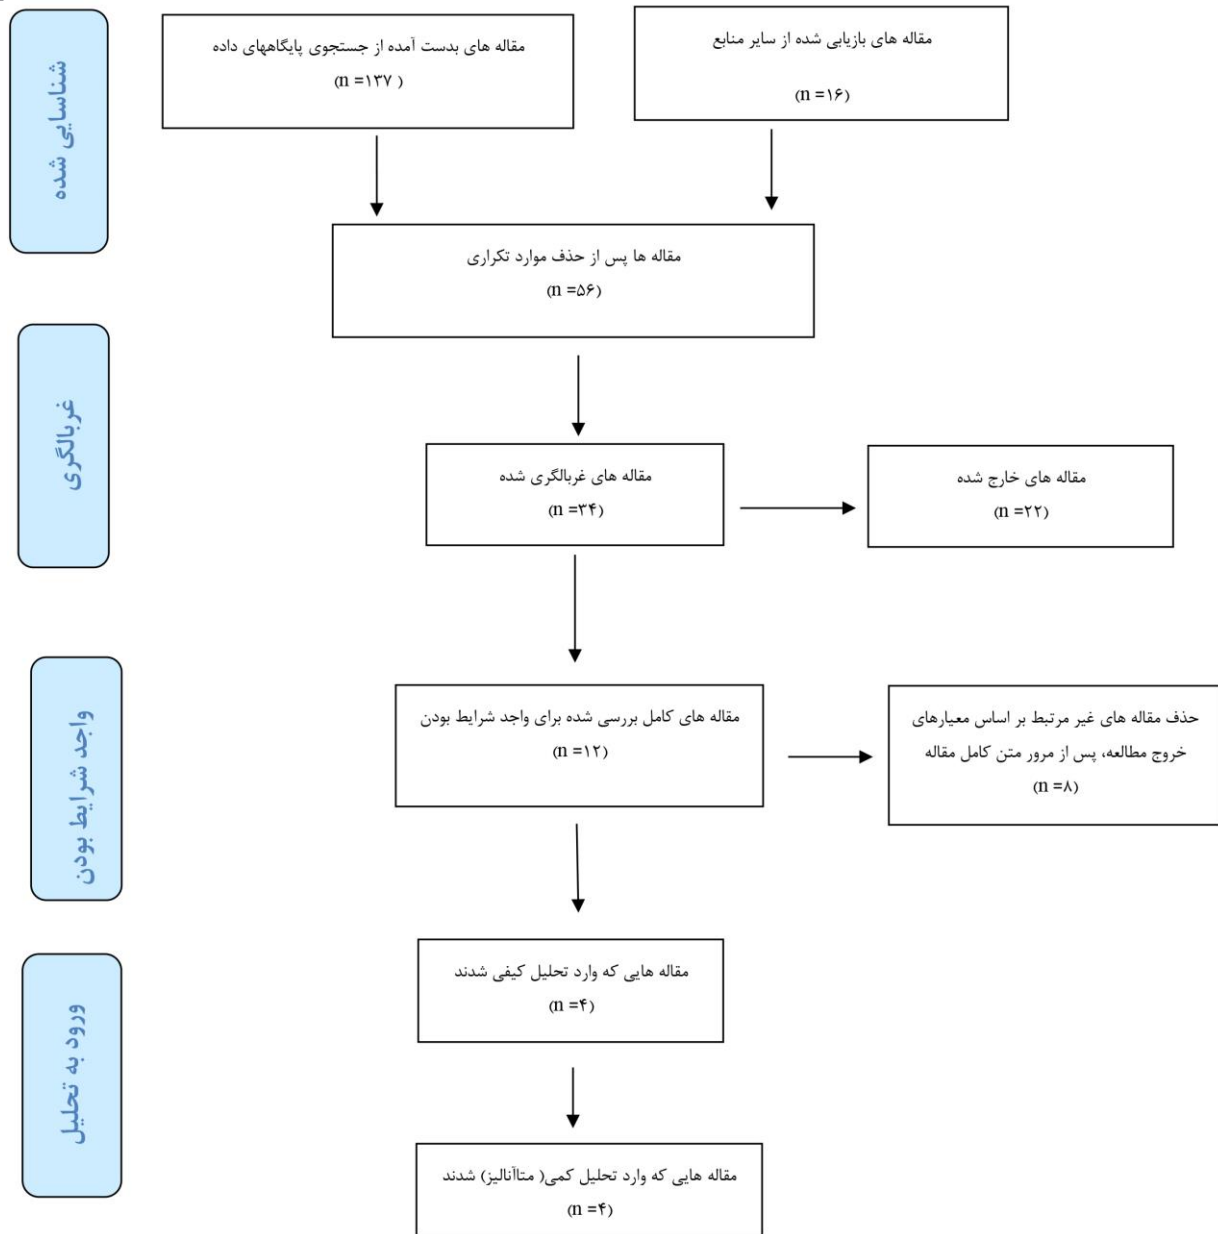 شناسایی شده
مقاله های بدست آمده از جستجوی پایگاههای داده
(n =۱۳۷ )
مقاله های بازیابی شده از سایر منابع
(n =۱۶)
مقاله ها پس از حذف موارد تکراری
(n =۵۶)
غربالگری
مقاله های غربالگری شده
(n =۳۴)
مقاله های خارج شده
(n =۲۲)
واجد شرایط بودن
مقاله های کامل بررسی شده برای واجد شرایط بودن
(n =۱۲)
حذف مقاله های غیر مرتبط بر اساس معیارهای
خروج مطالعه، پس از مرور متن کامل مقاله
(n =۸)
ورود به تحلیل
مقاله هایی که وارد تحلیل کیفی شدند
(n =۴)
مقاله هایی که وارد تحلیل کمی( متاآنالیز) شدند
(n =۴)